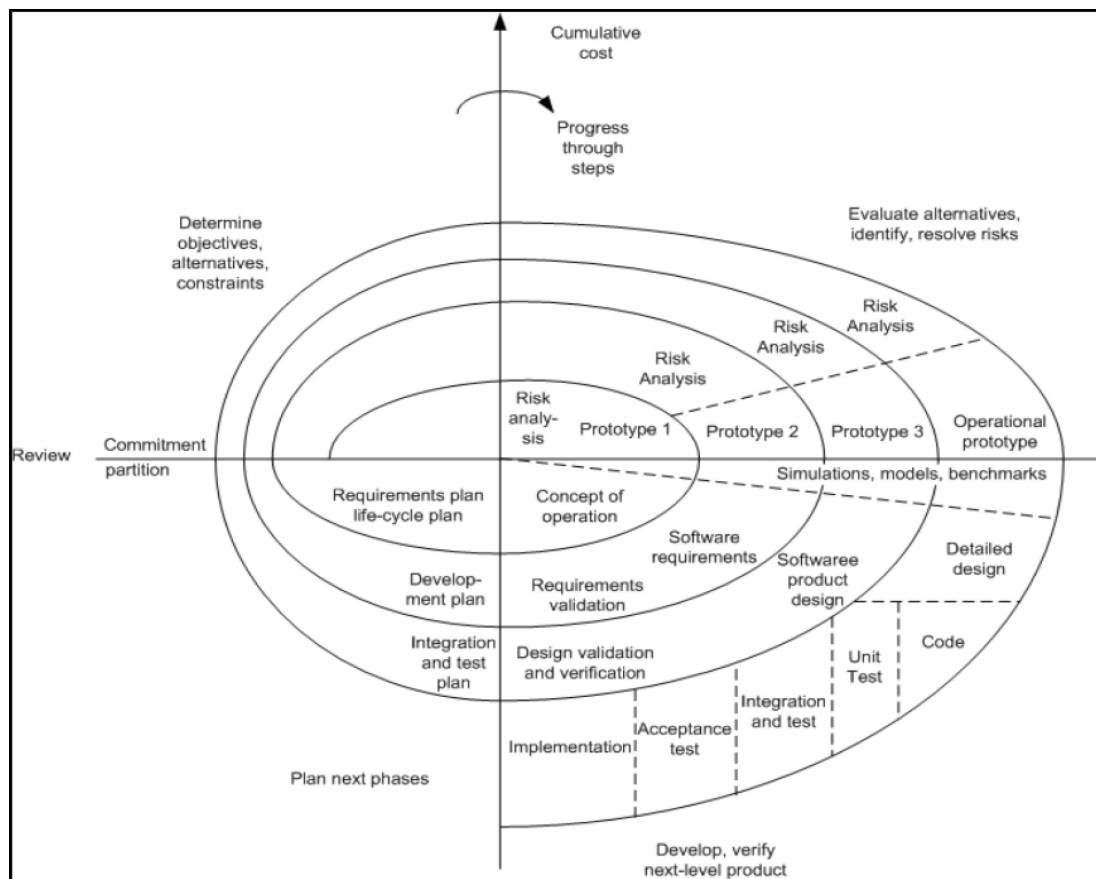 Cumulative
cost
Progress
through
steps
Determine
objectives,
alternatives,
constraints
Evaluate alternatives,
identify, resolve risks
Risk
Analysis
Risk
Analysis
Risk
Analysis
Risk
analy-
sis
Prototype 1
Prototype 2
Prototype 3
Operational
prototype
Review
Commitment
partition
Simulations, models, benchmarks
Requirements plan
life-cycle plan
Concept of
operation
Software
requirements
Detailed
design
Develop-
ment plan
Requirements
validation
Softwaree
product
design
Integration
and test
plan
Design validation
and verification
Code
Unit
Test
Integration
and test
Acceptance
test
Implementation
Plan next phases
Develop, verify
next-level product